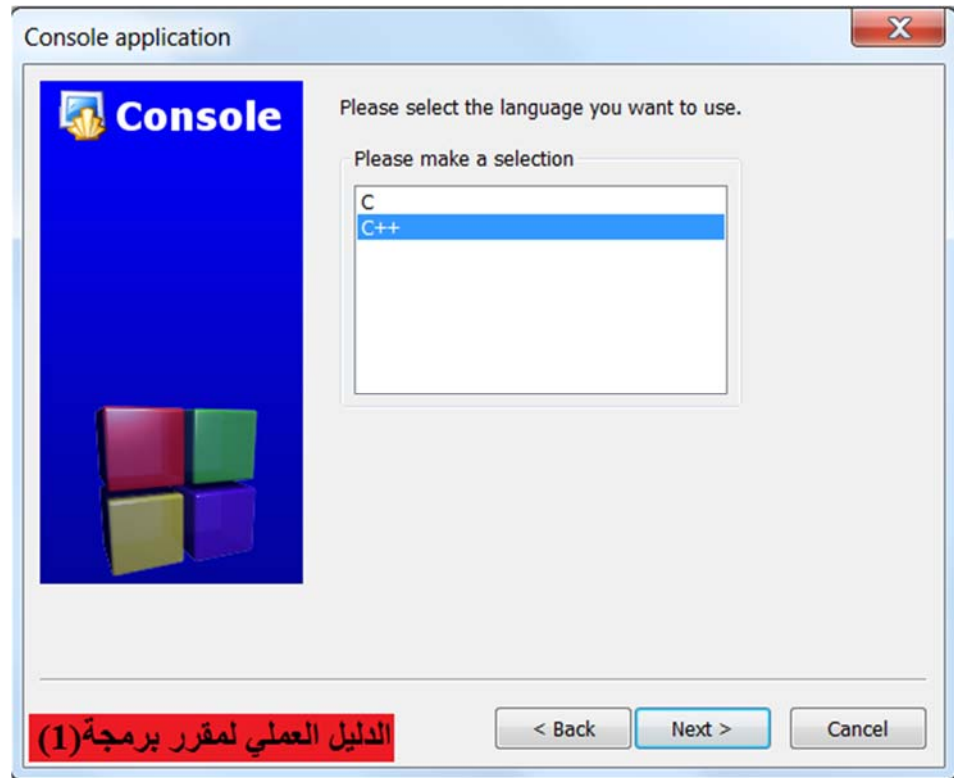 Console application
Console
Please select the language you want to use.
Please make a selection
C
C++
الدليل العملي لمقرر برمجة(1)
< Back
Next >
Cancel